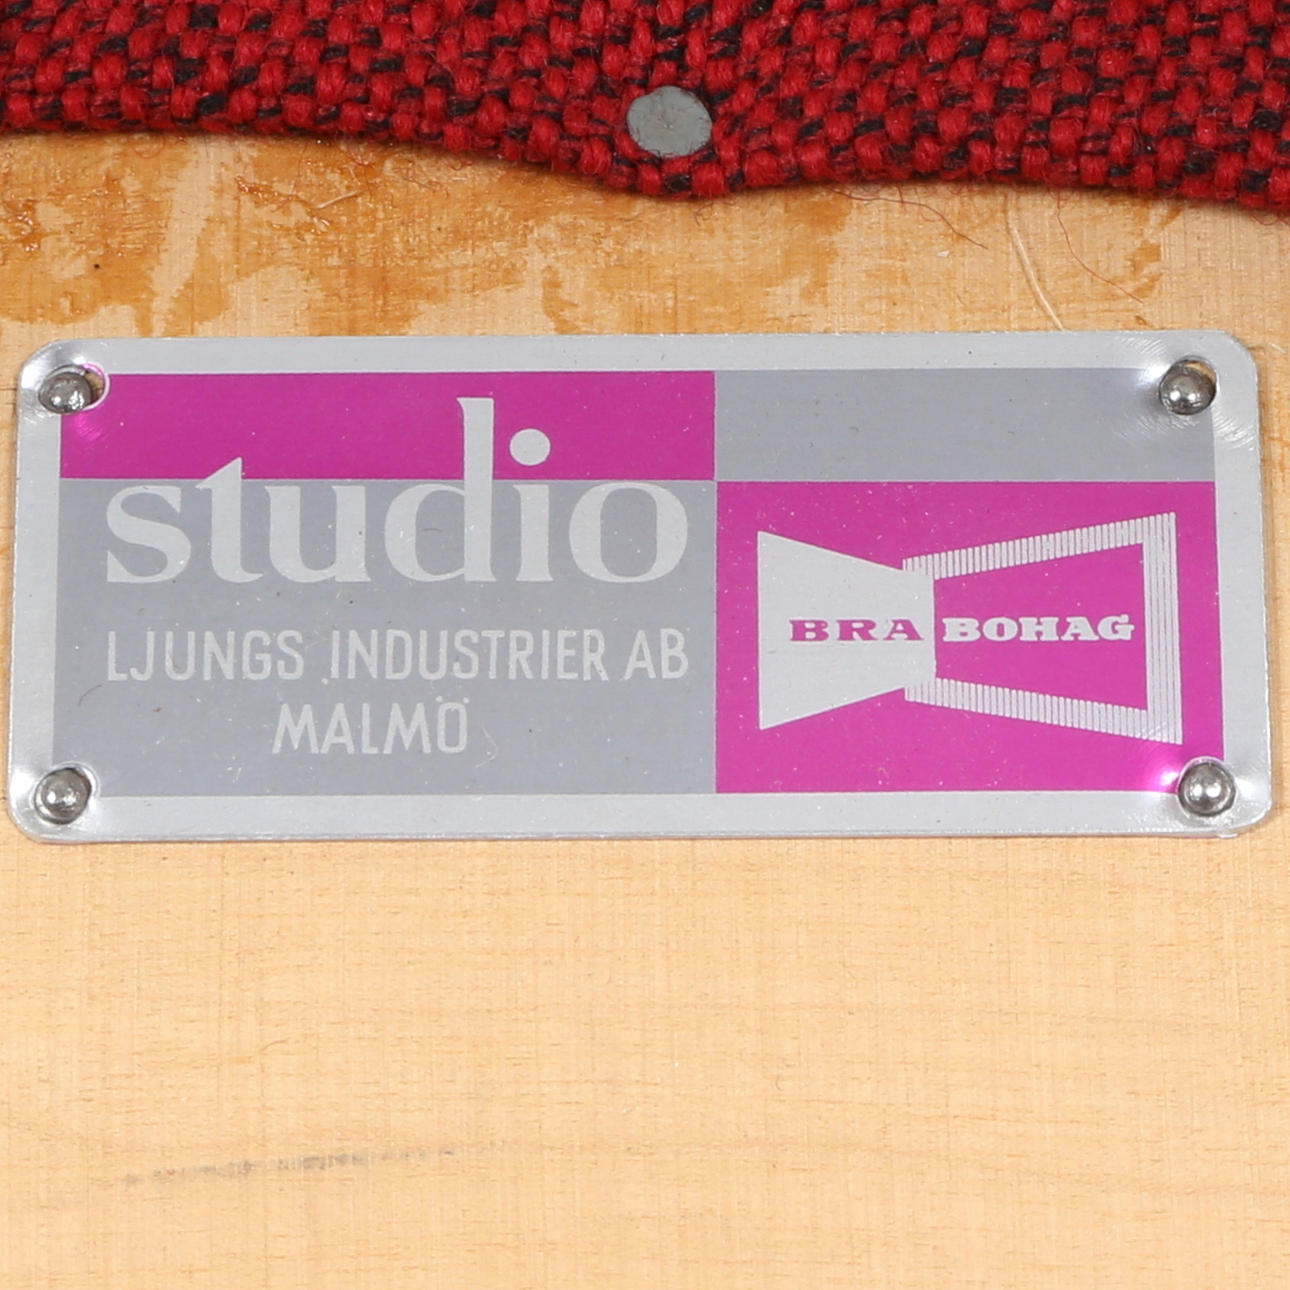 studio
LJUNGS INDUSTRIER AB
MALMÖ
BRA BOHAG